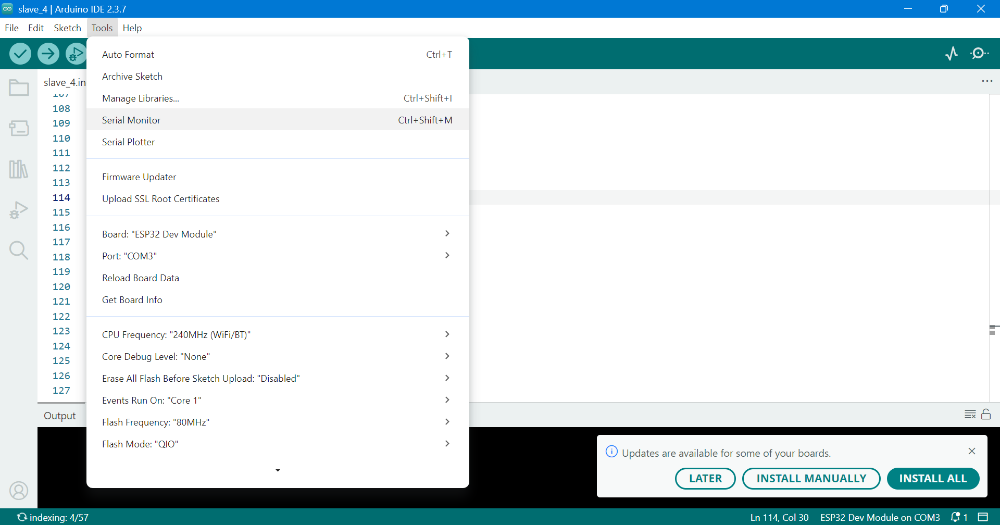 slave_4 | Arduino IDE 2.3.7
File Edit Sketch Tools Help
Auto Format Ctrl+T
Archive Sketch
Manage Libraries... Ctrl+Shift+I
Serial Monitor Ctrl+Shift+M
Serial Plotter
Firmware Updater
Upload SSL Root Certificates
Board: "ESP32 Dev Module"
Port: "COM3"
Reload Board Data
Get Board Info
CPU Frequency: "240MHz (WiFi/BT)"
Core Debug Level: "None"
Erase All Flash Before Sketch Upload: "Disabled"
Events Run On: "Core 1"
Flash Frequency: "80MHz"
Flash Mode: "QIO"
slave_4.in
107
108
109
110
111
112
113
114
115
116
117
118
119
120
121
122
123
124
125
126
127
Output
Updates are available for some of your boards.
LATER INSTALL MANUALLY INSTALL ALL
indexing: 4/57 Ln 114, Col 30 ESP32 Dev Module on COM3 1